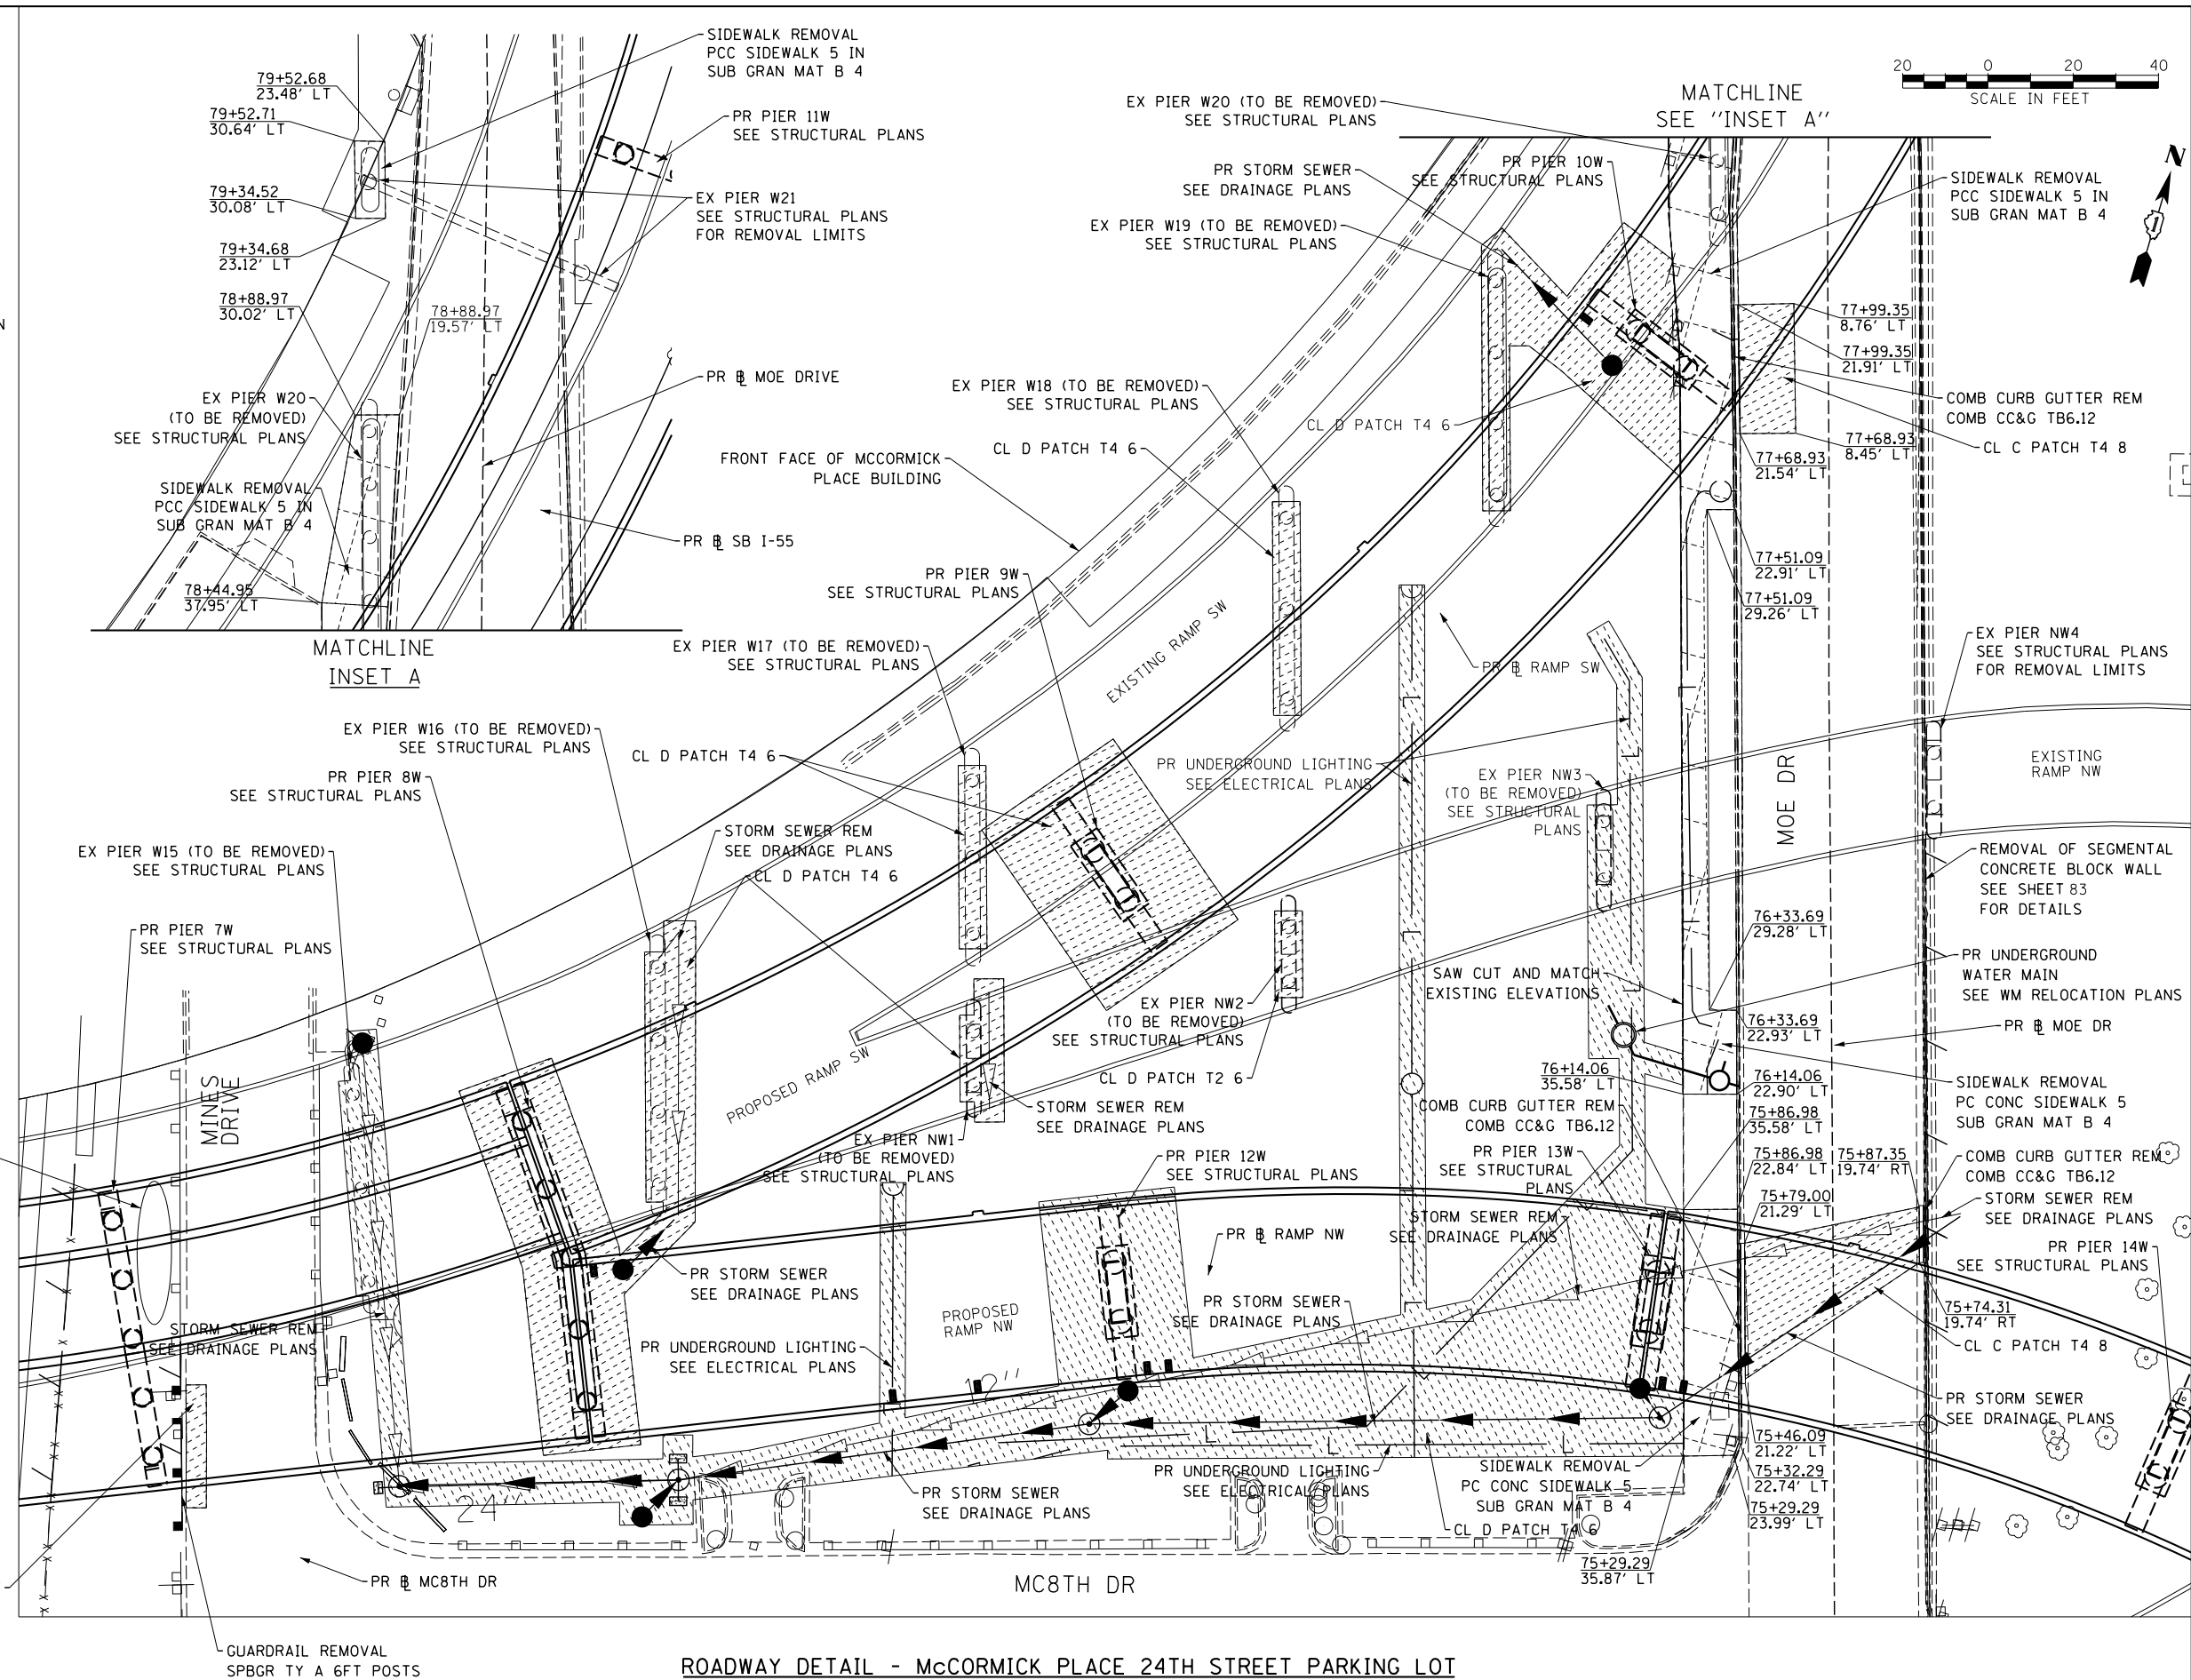 SIDEWALK REMOVAL
PCC SIDEWALK 5 IN
SUB GRAN MAT B 4
79+52.68
23.48' LT
79+52.71
30.64' LT
PR PIER 11W
SEE STRUCTURAL PLANS
79+34.52
30.08' LT
EX PIER W21
SEE STRUCTURAL PLANS
FOR REMOVAL LIMITS
79+34.68
23.12' LT
78+88.97
30.02' LT
78+88.97
19.57' LT
PR BL MOE DRIVE
EX PIER W20
(TO BE REMOVED)
SEE STRUCTURAL PLANS
SIDEWALK REMOVAL
PCC SIDEWALK 5 IN
SUB GRAN MAT B 4
PR BL SB I-55
78+44.95
37.95' LT
MATCHLINE
INSET A
N
20 0 20 40
SCALE IN FEET
MATCHLINE
SEE "INSET A"
N
EX PIER W20 (TO BE REMOVED)
SEE STRUCTURAL PLANS
PR STORM SEWER
SEE DRAINAGE PLANS
PR PIER 10W
SEE STRUCTURAL PLANS
EX PIER W19 (TO BE REMOVED)
SEE STRUCTURAL PLANS
SIDEWALK REMOVAL
PCC SIDEWALK 5 IN
SUB GRAN MAT B 4
77+99.35
8.76' LT
77+99.35
21.91' LT
COMB CURB GUTTER REM
COMB CC&G TB6.12
77+68.93
8.45' LT
CL C PATCH T4 8
77+68.93
21.54' LT
EX PIER W18 (TO BE REMOVED)
SEE STRUCTURAL PLANS
CL D PATCH T4 6
CL D PATCH T4 6
FRONT FACE OF MCCORMICK
PLACE BUILDING
77+51.09
22.91' LT
77+51.09
29.26' LT
PR PIER 9W
SEE STRUCTURAL PLANS
EXISTING RAMP SW
PR BL RAMP SW
EX PIER NW4
SEE STRUCTURAL PLANS
FOR REMOVAL LIMITS
EX PIER W17 (TO BE REMOVED)
SEE STRUCTURAL PLANS
EX PIER W16 (TO BE REMOVED)
SEE STRUCTURAL PLANS
CL D PATCH T4 6
PR PIER 8W
SEE STRUCTURAL PLANS
PR UNDERGROUND LIGHTING
SEE ELECTRICAL PLANS
EX PIER NW3
(TO BE REMOVED)
SEE STRUCTURAL
PLANS
MOE DR
EXISTING
RAMP NW
STORM SEWER REM
SEE DRAINAGE PLANS
CL D PATCH T4 6
EX PIER W15 (TO BE REMOVED)
SEE STRUCTURAL PLANS
REMOVAL OF SEGMENTAL
CONCRETE BLOCK WALL
SEE SHEET 83
FOR DETAILS
PR PIER 7W
SEE STRUCTURAL PLANS
76+33.69
29.28' LT
PR UNDERGROUND
WATER MAIN
SEE WM RELOCATION PLANS
SAW CUT AND MATCH
EXISTING ELEVATIONS
EX PIER NW2
(TO BE REMOVED)
SEE STRUCTURAL PLANS
76+33.69
22.93' LT
PR BL MOE DR
PROPOSED RAMP SW
MINES
DRIVE
CL D PATCH T2 6
76+14.06
35.58' LT
76+14.06
22.90' LT
SIDEWALK REMOVAL
PC CONC SIDEWALK 5
SUB GRAN MAT B 4
STORM SEWER REM
SEE DRAINAGE PLANS
COMB CURB GUTTER REM
COMB CC&G TB6.12
75+86.98
35.58' LT
EX PIER NW1
(TO BE REMOVED)
SEE STRUCTURAL PLANS
PR PIER 12W
SEE STRUCTURAL PLANS
PR PIER 13W
SEE STRUCTURAL
PLANS
75+86.98
22.84' LT
75+87.35
19.74' RT
COMB CURB GUTTER REM
COMB CC&G TB6.12
75+79.00
21.29' LT
STORM SEWER REM
SEE DRAINAGE PLANS
STORM SEWER REM
SEE DRAINAGE PLANS
PR BL RAMP NW
PR PIER 14W
SEE STRUCTURAL PLANS
PR STORM SEWER
SEE DRAINAGE PLANS
PR STORM SEWER
SEE DRAINAGE PLANS
PROPOSED
RAMP NW
75+74.31
19.74' RT
CL C PATCH T4 8
STORM SEWER REM
SEE DRAINAGE PLANS
PR UNDERGROUND LIGHTING
SEE ELECTRICAL PLANS
12"
PR STORM SEWER
SEE DRAINAGE PLANS
75+46.09
21.22' LT
PR UNDERGROUND LIGHTING
SEE ELECTRICAL PLANS
SIDEWALK REMOVAL
PC CONC SIDEWALK 5
SUB GRAN MAT B 4
75+32.29
22.74' LT
24"
PR STORM SEWER
SEE DRAINAGE PLANS
75+29.29
23.99' LT
CL D PATCH T4 6
75+29.29
35.87' LT
PR BL MC8TH DR
MC8TH DR
GUARDRAIL REMOVAL
SPBGR TY A 6FT POSTS
ROADWAY DETAIL - McCORMICK PLACE 24TH STREET PARKING LOT